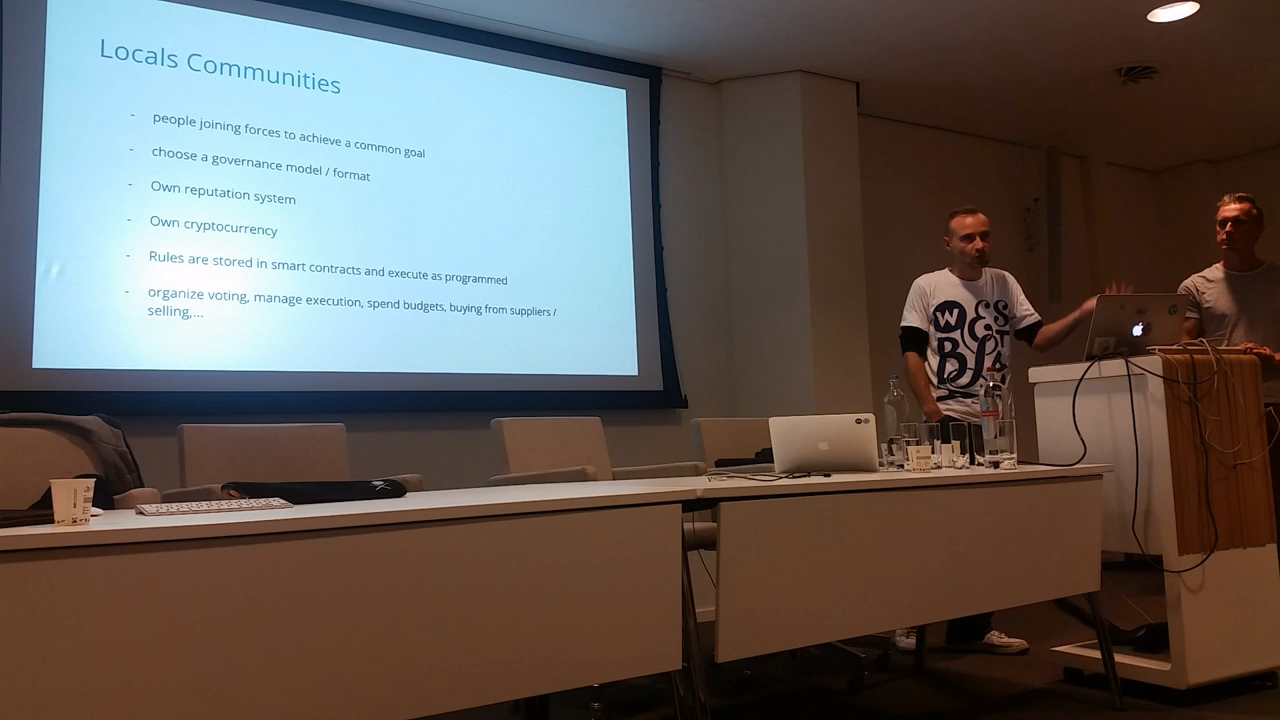 Locals Communities
- people joining forces to achieve a common goal
- choose a governance model / format
- Own reputation system
- Own cryptocurrency
- Rules are stored in smart contracts and execute as programmed
- organize voting, manage execution, spend budgets, buying from suppliers /
selling,...